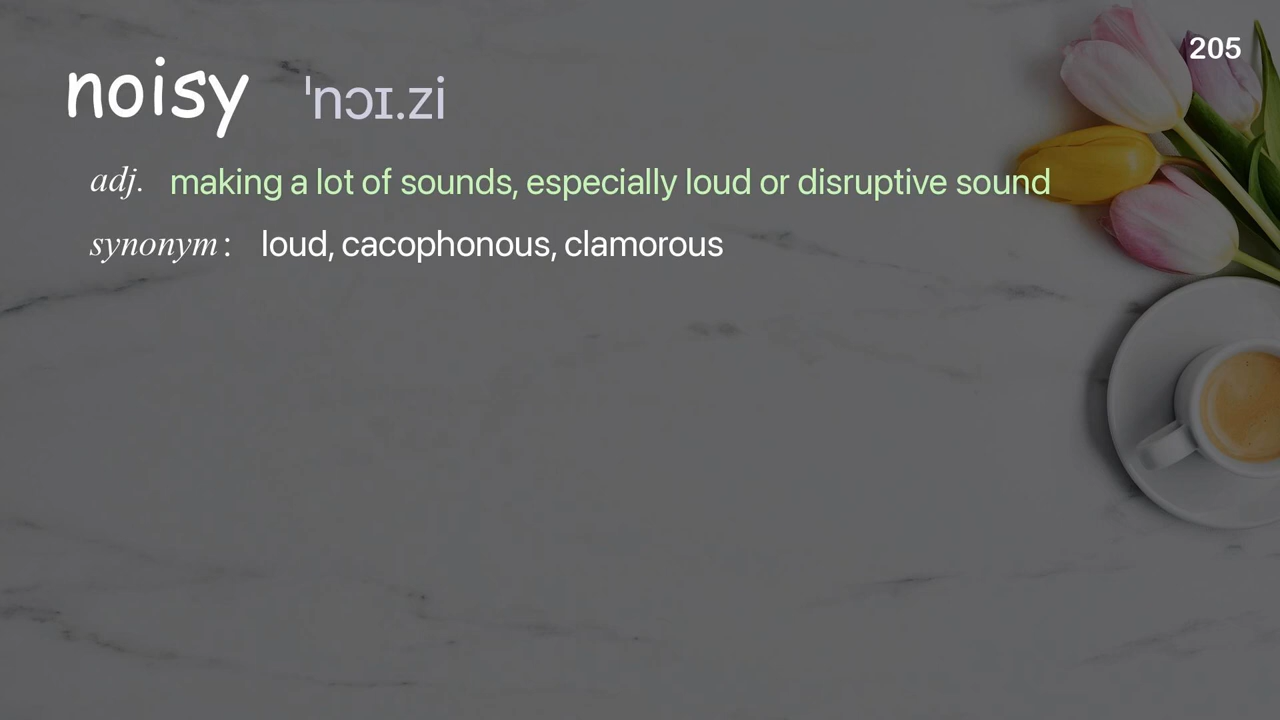 205
noisy ˈnɔɪ.zi
adj. making a lot of sounds, especially loud or disruptive sound
synonym : loud, cacophonous, clamorous